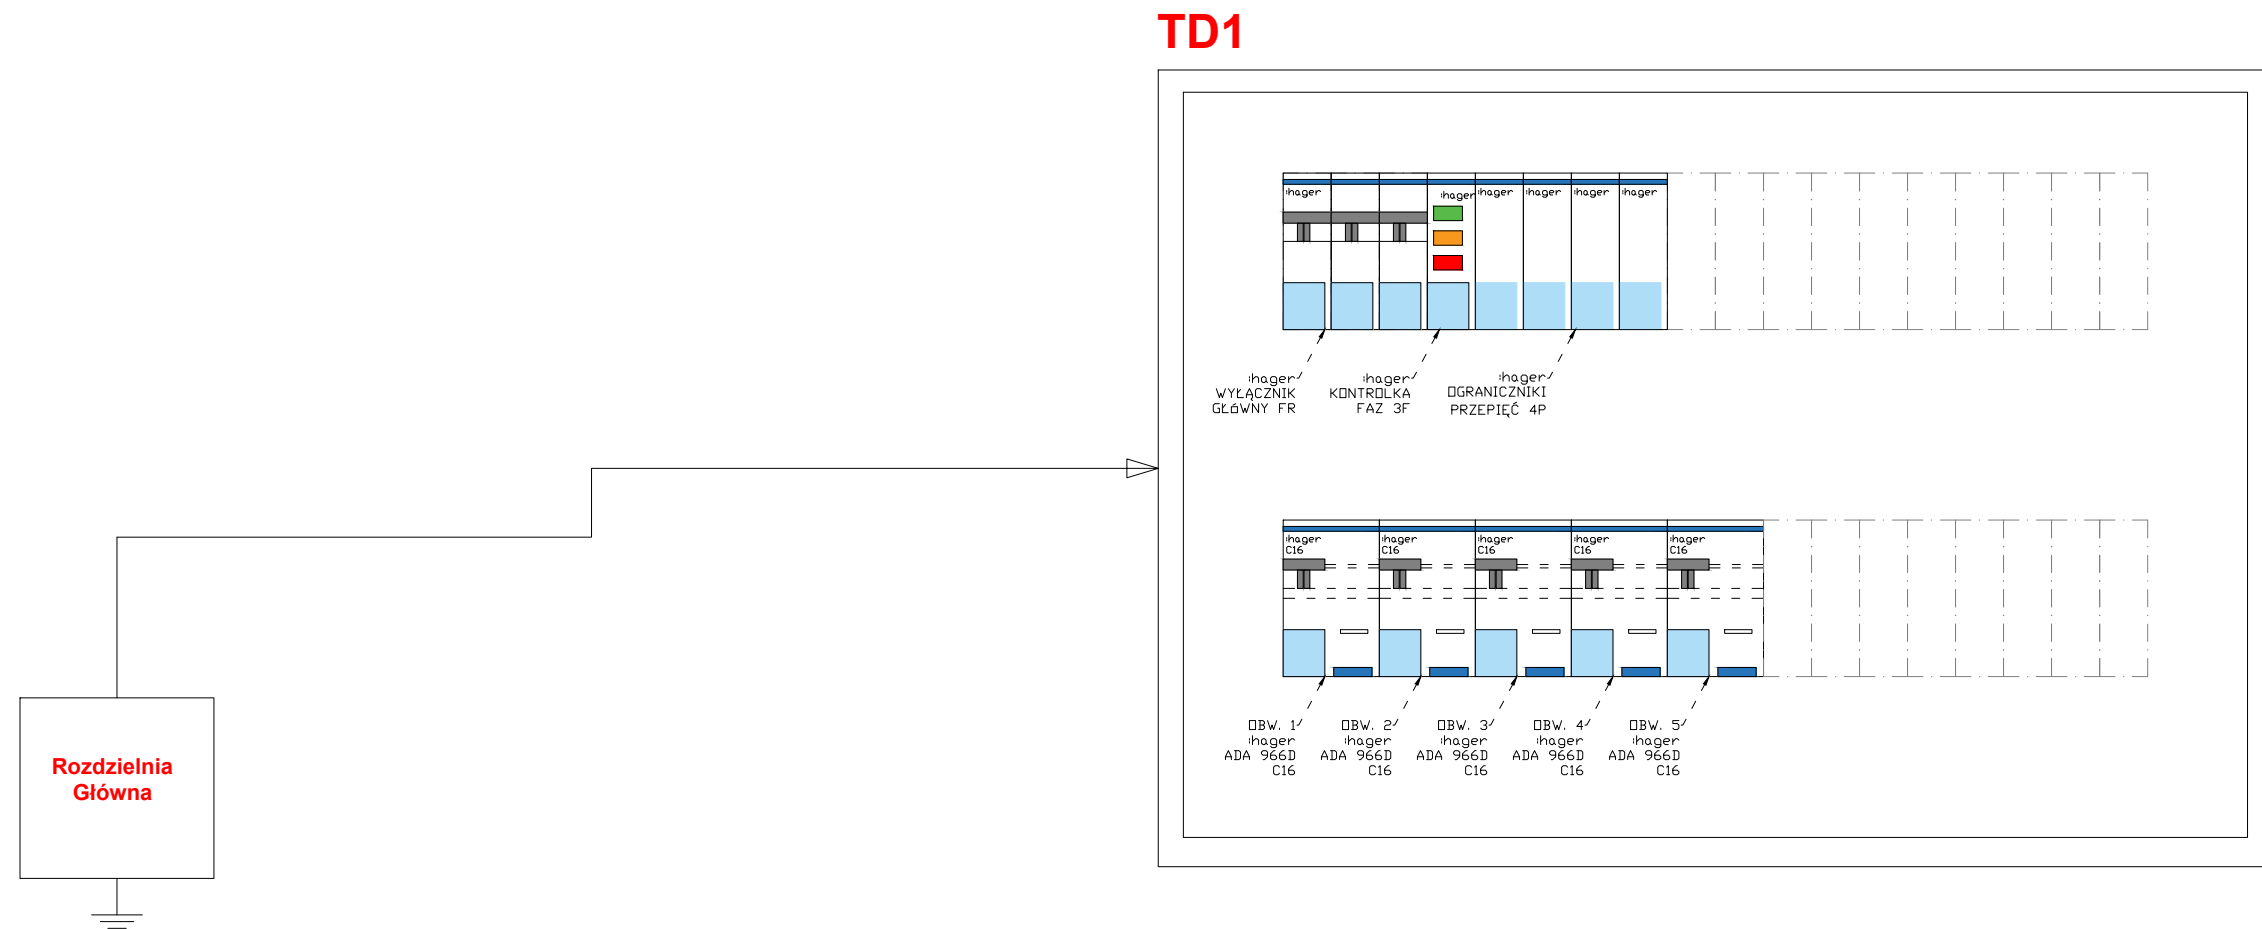 TD1
:hager
:hager
:hager
:hager
:hager
:hager
:hager
WYŁĄCZNIK
GŁóWNY FR
:hager
KONTROLKA
FAZ 3F
:hager
OGRANICZNIKI
PRZEPIĘĆ 4P
:hager
C16
:hager
C16
:hager
C16
:hager
C16
:hager
C16
OBW. 1
:hager
ADA 966D
C16
OBW. 2
:hager
ADA 966D
C16
OBW. 3
:hager
ADA 966D
C16
OBW. 4
:hager
ADA 966D
C16
OBW. 5
:hager
ADA 966D
C16
Rozdzielnia
Główna